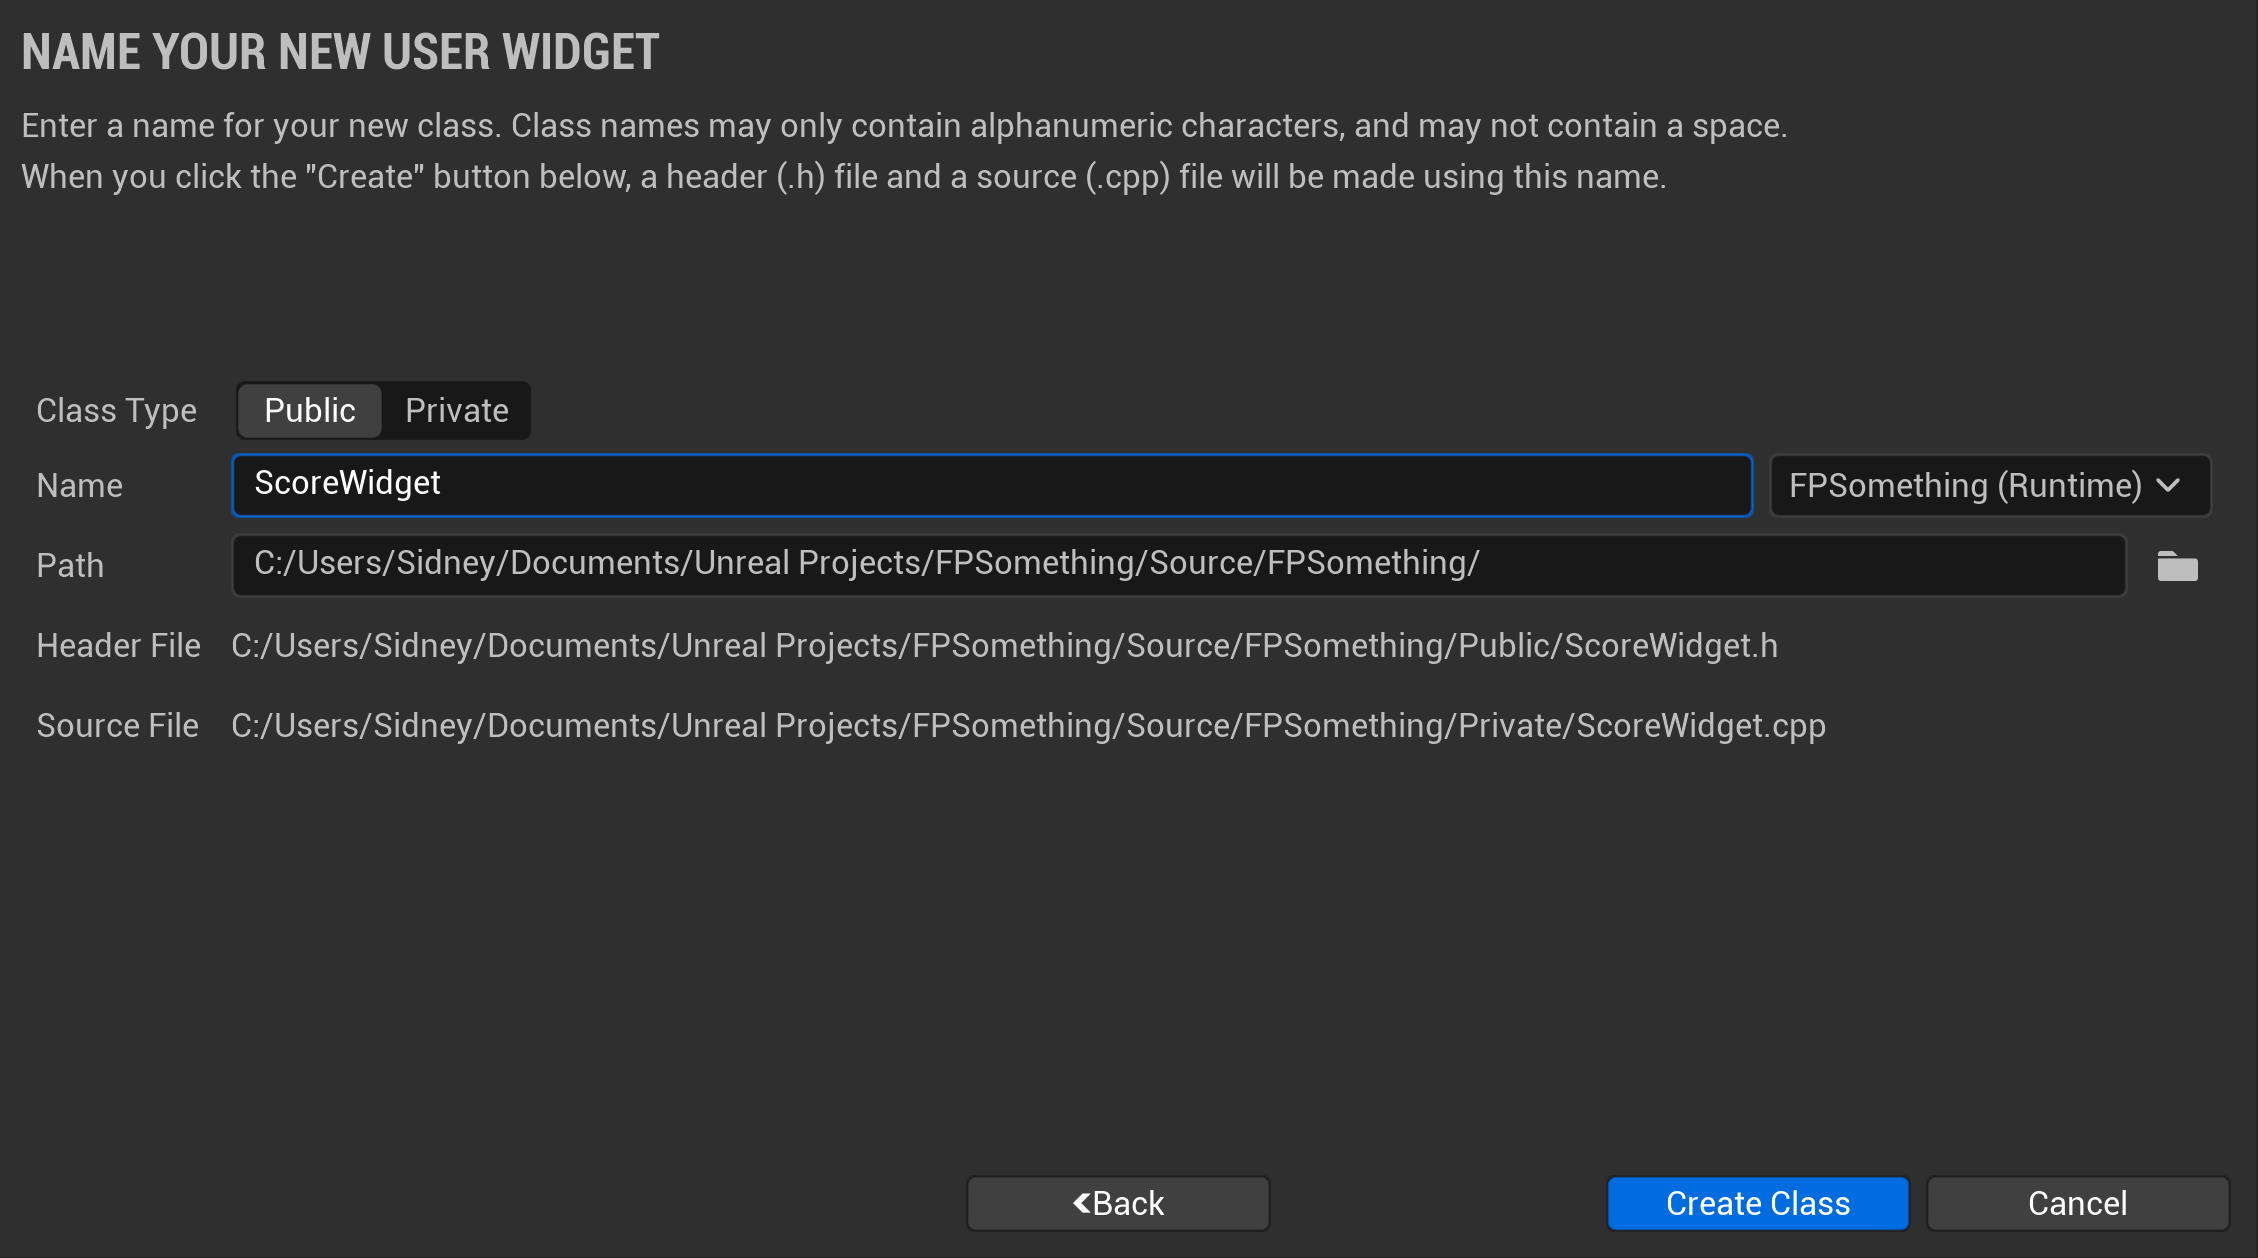 NAME YOUR NEW USER WIDGET
Enter a name for your new class. Class names may only contain alphanumeric characters, and may not contain a space.
When you click the "Create" button below, a header (.h) file and a source (.cpp) file will be made using this name.
Class Type Public Private
Name ScoreWidget FPSomething (Runtime)
Path C:/Users/Sidney/Documents/Unreal Projects/FPSomething/Source/FPSomething/
Header File C:/Users/Sidney/Documents/Unreal Projects/FPSomething/Source/FPSomething/Public/ScoreWidget.h
Source File C:/Users/Sidney/Documents/Unreal Projects/FPSomething/Source/FPSomething/Private/ScoreWidget.cpp
Back Create Class Cancel